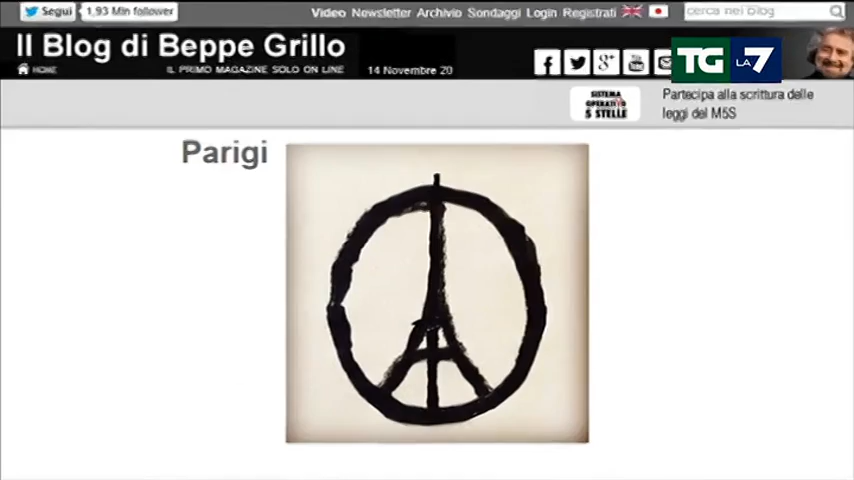 Segui
1,93 Mln follower
Video Newsletter Archivio Sondaggi Login Registrati
cerca nel blog
Il Blog di Beppe Grillo
HOME
IL PRIMO MAGAZINE SOLO ON LINE
14 Novembre 20
TG LA 7
SISTEMA
OPERATIVO
5 STELLE
Partecipa alla scrittura delle
leggi del M5S
Parigi